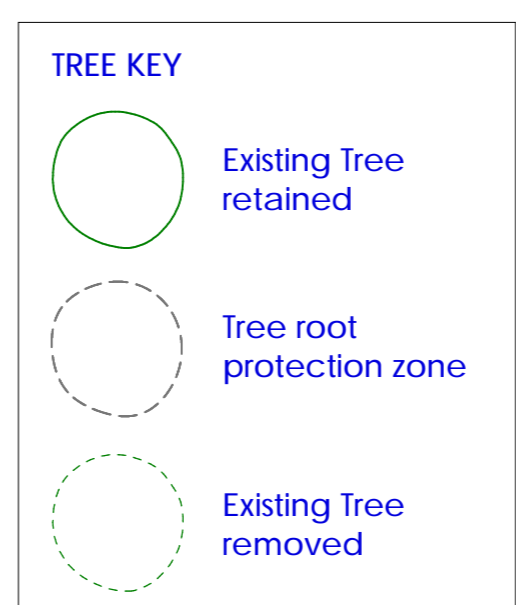 TREE KEY
Existing Tree
retained
Tree root
protection zone
Existing Tree
removed